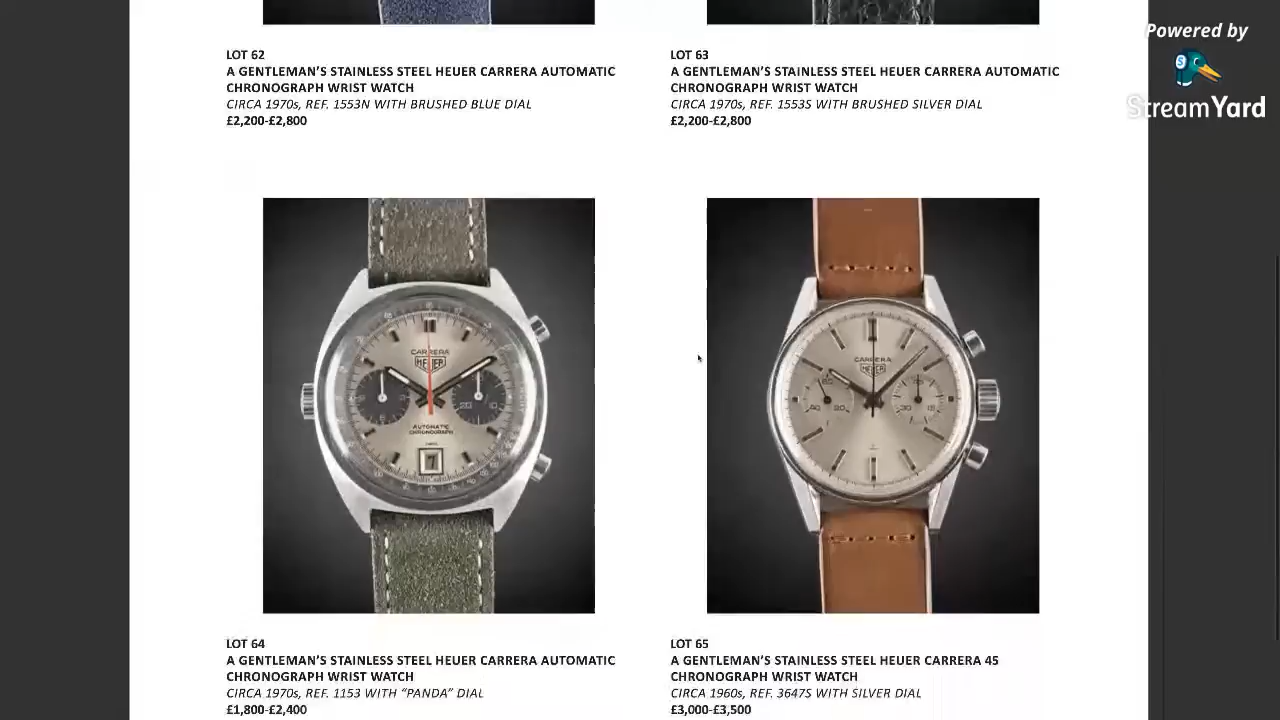 Powered by
StreamYard
LOT 62
A GENTLEMAN'S STAINLESS STEEL HEUER CARRERA AUTOMATIC
CHRONOGRAPH WRIST WATCH
CIRCA 1970s, REF. 1553N WITH BRUSHED BLUE DIAL
£2,200-£2,800
LOT 63
A GENTLEMAN'S STAINLESS STEEL HEUER CARRERA AUTOMATIC
CHRONOGRAPH WRIST WATCH
CIRCA 1970s, REF. 1553S WITH BRUSHED SILVER DIAL
£2,200-£2,800
CARRERA
HEUER
AUTOMATIC
CHRONOGRAPH
7
CARRERA
HEUER
LOT 64
A GENTLEMAN'S STAINLESS STEEL HEUER CARRERA AUTOMATIC
CHRONOGRAPH WRIST WATCH
CIRCA 1970s, REF. 1153 WITH “PANDA” DIAL
£1,800-£2,400
LOT 65
A GENTLEMAN'S STAINLESS STEEL HEUER CARRERA 45
CHRONOGRAPH WRIST WATCH
CIRCA 1960s, REF. 3647S WITH SILVER DIAL
£3,000-£3,500